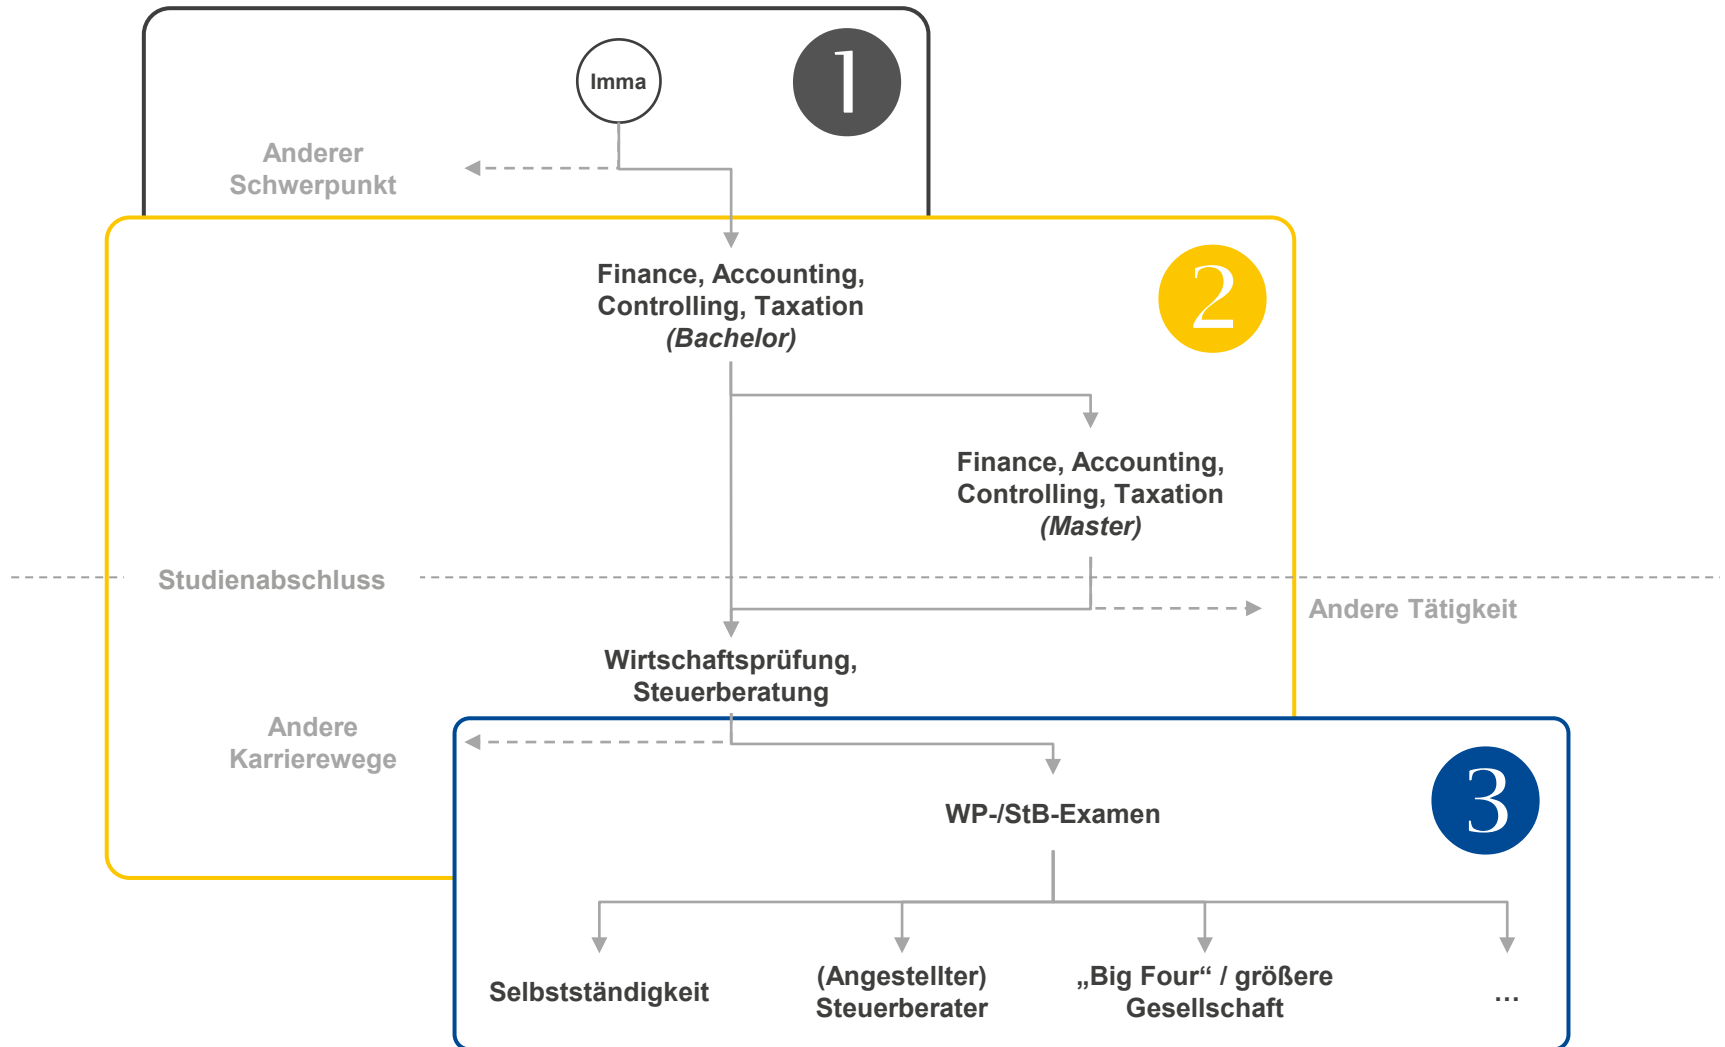 Imma
1
Anderer
Schwerpunkt
Finance, Accounting,
Controlling, Taxation
(Bachelor)
2
Finance, Accounting,
Controlling, Taxation
(Master)
Studienabschluss
Andere Tätigkeit
Wirtschaftsprüfung,
Steuerberatung
Andere
Karrierewege
3
WP-/StB-Examen
Selbstständigkeit
(Angestellter)
Steuerberater
„Big Four“ / größere
Gesellschaft
...